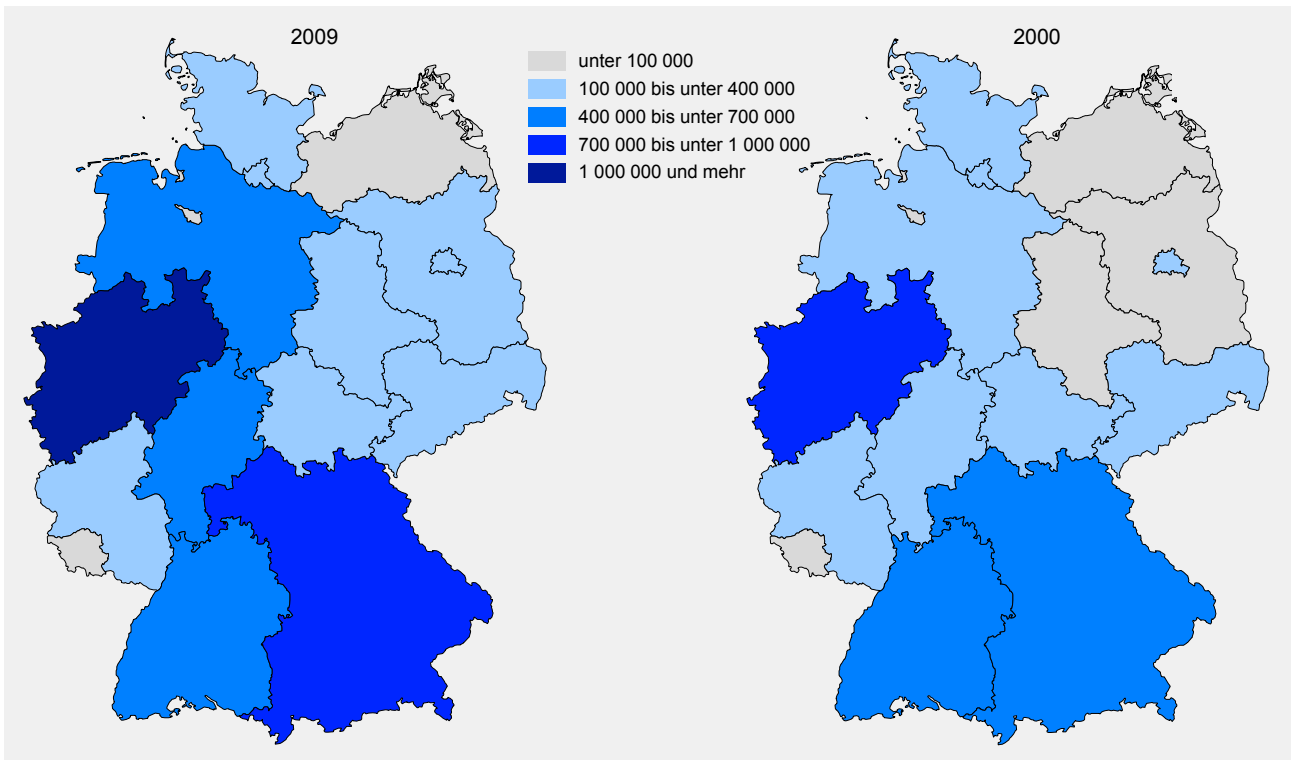 2009
2000
unter 100 000
100 000 bis unter 400 000
400 000 bis unter 700 000
700 000 bis unter 1 000 000
1 000 000 und mehr